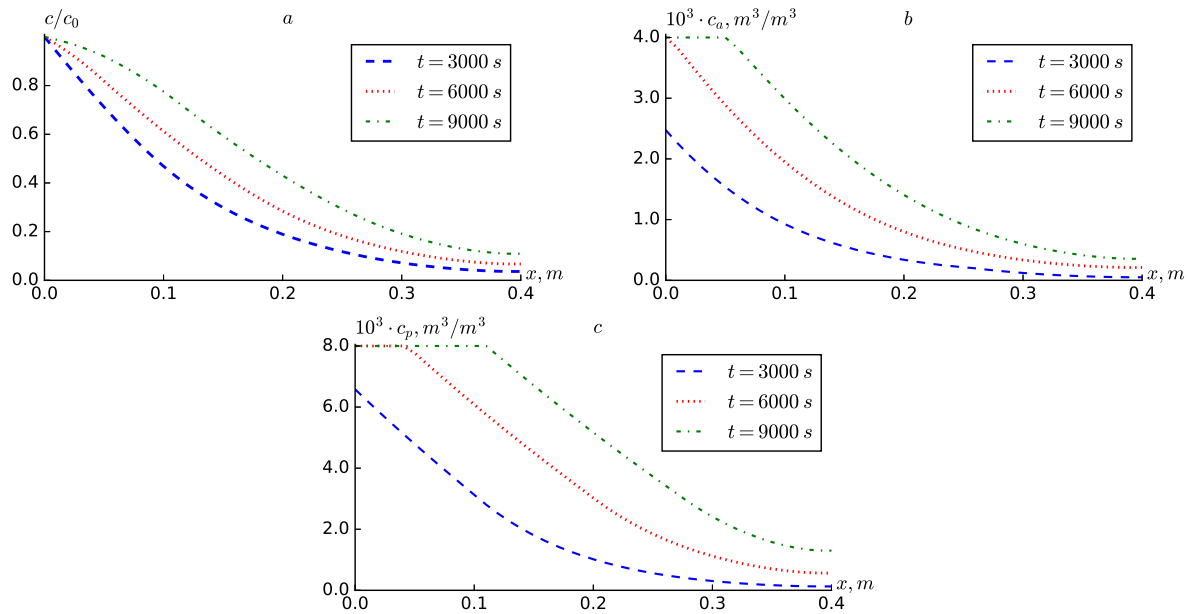 c/c₀ a
t = 3000 s
t = 6000 s
t = 9000 s
0.8
0.6
0.4
0.2
0.0
0.0 0.1 0.2 0.3 0.4
x, m
10³ · cₐ, m³/m³ b
t = 3000 s
t = 6000 s
t = 9000 s
4.0
3.0
2.0
1.0
0.0
0.0 0.1 0.2 0.3 0.4
x, m
10³ · cₚ, m³/m³ c
t = 3000 s
t = 6000 s
t = 9000 s
8.0
6.0
4.0
2.0
0.0
0.0 0.1 0.2 0.3 0.4
x, m